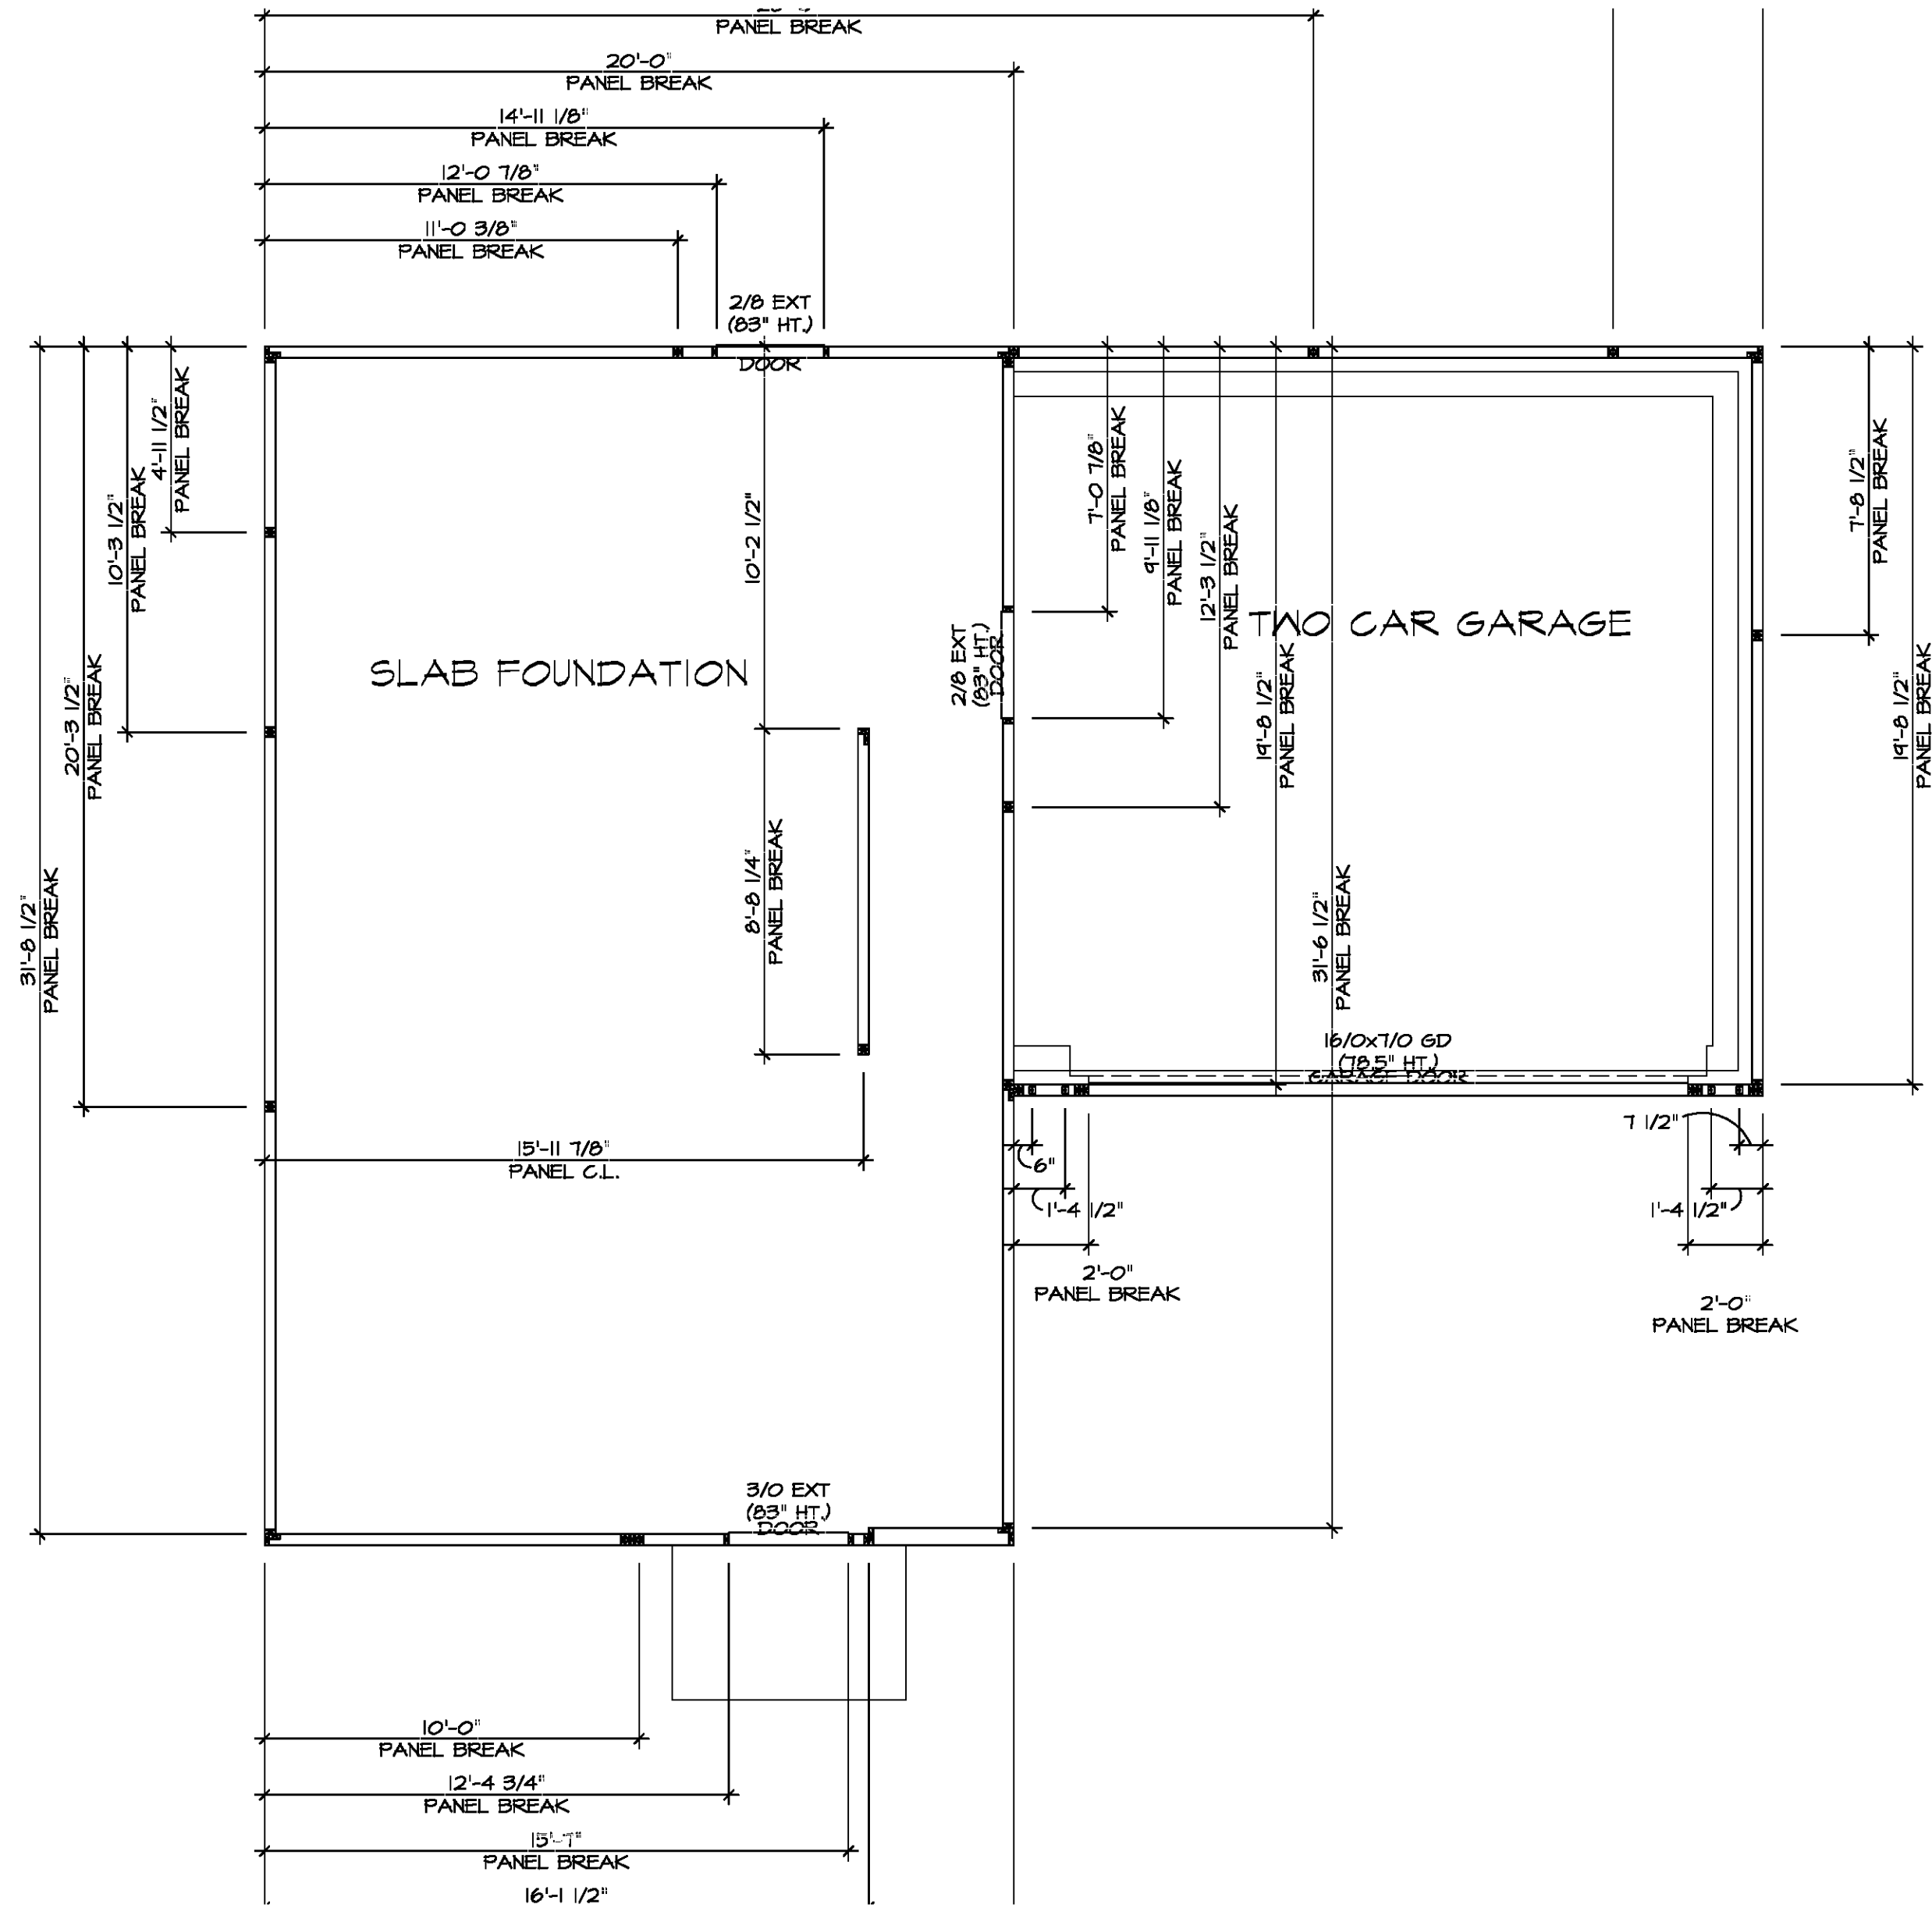 PANEL BREAK
20'-0"
PANEL BREAK
14'-11 1/8"
PANEL BREAK
12'-0 7/8"
PANEL BREAK
11'-0 3/8"
PANEL BREAK
2/8 EXT
(83" HT.)
DOOR
4'-11 1/2"
PANEL BREAK
10'-3 1/2"
PANEL BREAK
20'-3 1/2"
PANEL BREAK
31'-8 1/2"
PANEL BREAK
10'-2 1/2"
8'-8 1/4"
PANEL BREAK
SLAB FOUNDATION
2/8 EXT
(83" HT.)
DOOR
7'-0 7/8"
PANEL BREAK
9'-11 1/8"
PANEL BREAK
12'-3 1/2"
PANEL BREAK
19'-8 1/2"
PANEL BREAK
31'-6 1/2"
PANEL BREAK
TWO CAR GARAGE
7'-8 1/2"
PANEL BREAK
19'-8 1/2"
PANEL BREAK
16/0x7/0 GD
(78.5" HT.)
GARAGE DOOR
15'-11 7/8"
PANEL C.L.
6"
1'-4 1/2"
2'-0"
PANEL BREAK
7 1/2"
1'-4 1/2"
2'-0"
PANEL BREAK
3/0 EXT
(83" HT.)
DOOR
10'-0"
PANEL BREAK
12'-4 3/4"
PANEL BREAK
15'-7"
PANEL BREAK
16'-1 1/2"